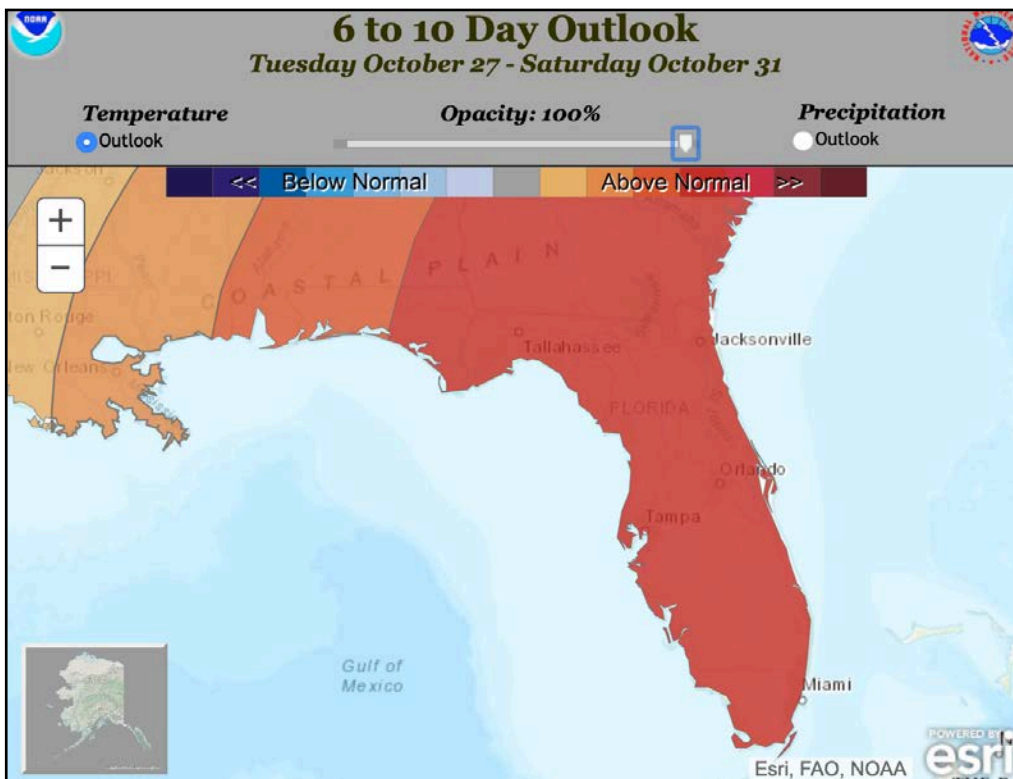 NOAA
6 to 10 Day Outlook
Tuesday October 27 - Saturday October 31
Temperature
Opacity: 100%
Precipitation
Outlook
Outlook
Jackson
<< Below Normal
Above Normal >>
+
−
COASTAL PLAIN
ton Rouge
New Orleans
Tallahassee
Jacksonville
FLORIDA
Orlando
Tampa
Gulf of
Mexico
Miami
POWERED BY
esri
Esri, FAO, NOAA